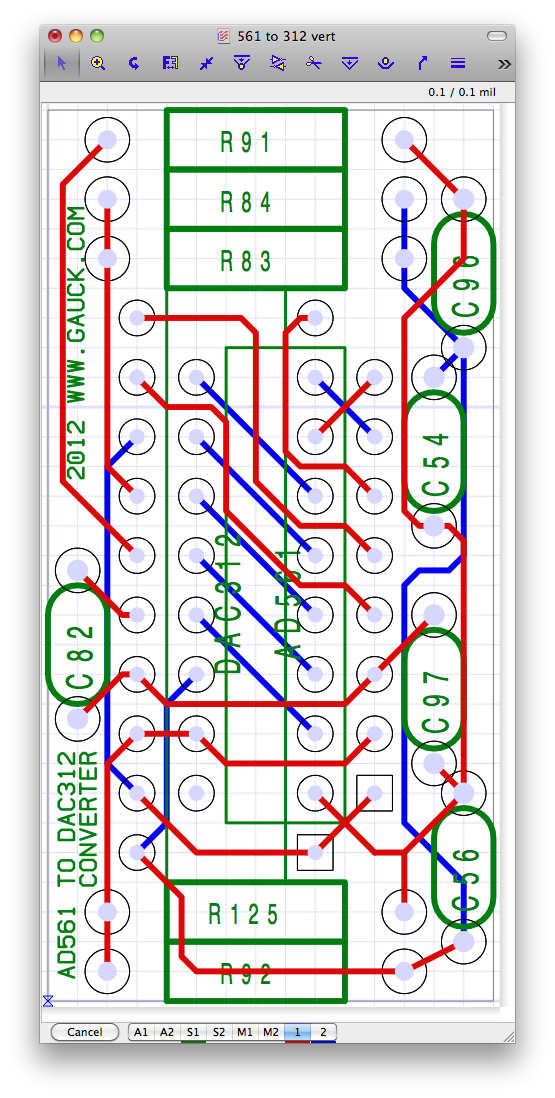 561 to 312 vert
0.1 / 0.1 mil
R91
R84
R83
C96
2012 WWW.GAUCK.COM
C54
DAC312
AD561
C82
C97
AD561 TO DAC312
CONVERTER
C56
R125
R92
Cancel A1 A2 S1 S2 M1 M2 1 2